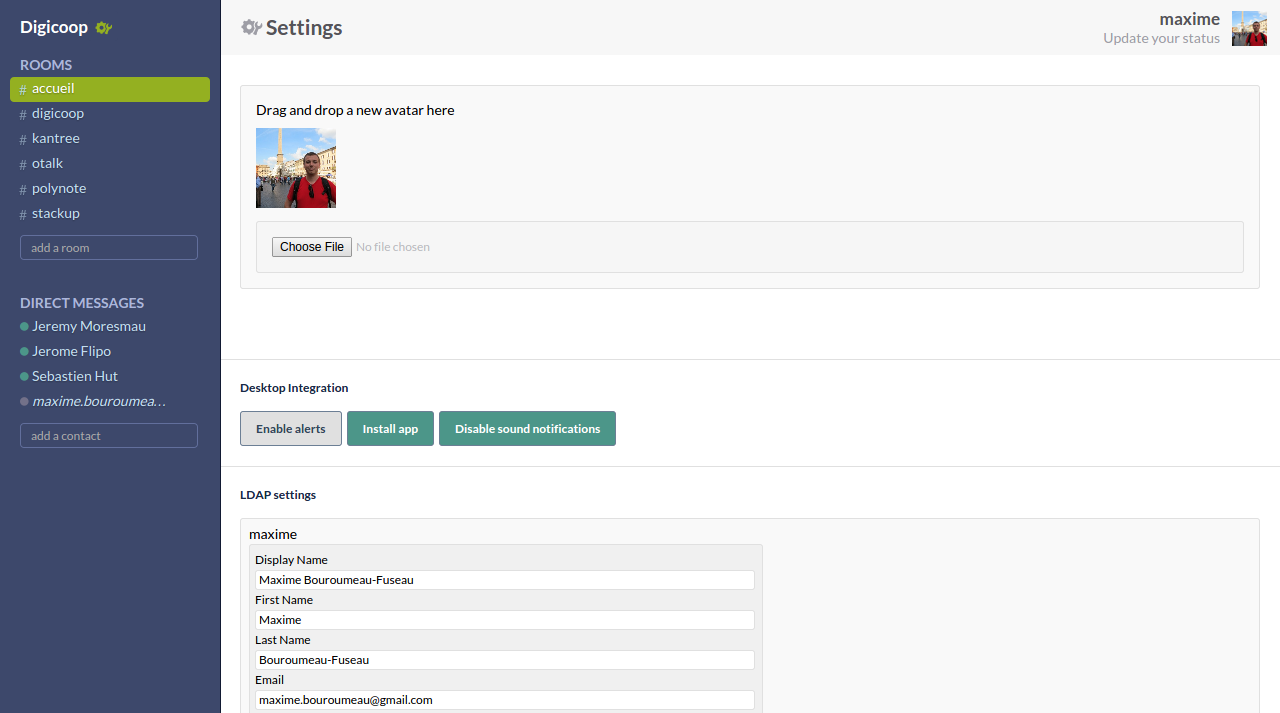 Digicoop
ROOMS
# accueil
# digicoop
# kantree
# otalk
# polynote
# stackup
add a room
DIRECT MESSAGES
Jeremy Moresmau
Jerome Flipo
Sebastien Hut
maxime.bouroumea...
add a contact
Settings
maxime
Update your status
Drag and drop a new avatar here
Choose File No file chosen
Desktop Integration
Enable alerts Install app Disable sound notifications
LDAP settings
maxime
Display Name
Maxime Bouroumeau-Fuseau
First Name
Maxime
Last Name
Bouroumeau-Fuseau
Email
maxime.bouroumeau@gmail.com